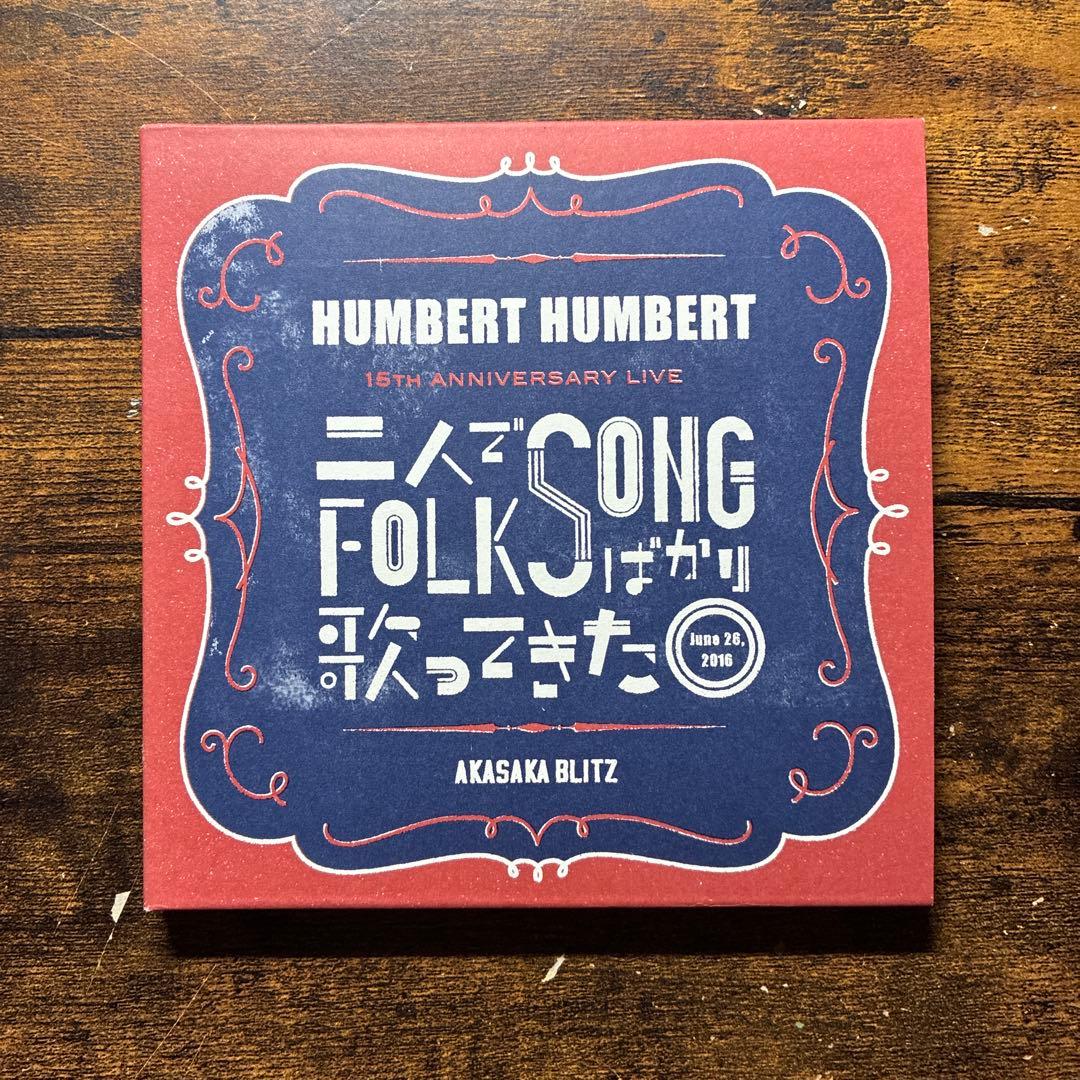 HUMBERT HUMBERT
15TH ANNIVERSARY LIVE
二人でSONG
FOLKばかり
歌ってきた
June 26,
2016
AKASAKA BLITZ